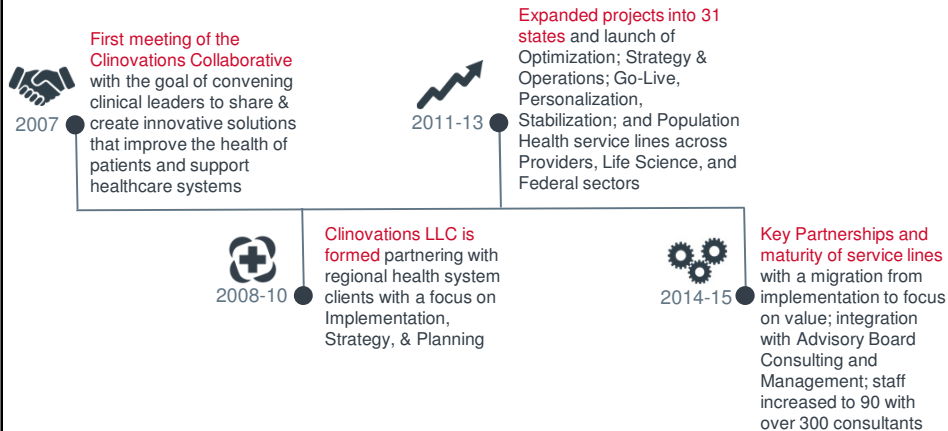 First meeting of the
Clinovations Collaborative
with the goal of convening
clinical leaders to share &
create innovative solutions
that improve the health of
patients and support
healthcare systems
2007
Clinovations LLC is
formed partnering with
regional health system
clients with a focus on
Implementation,
Strategy, & Planning
2008-10
Expanded projects into 31
states and launch of
Optimization; Strategy &
Operations; Go-Live,
Personalization,
Stabilization; and Population
Health service lines across
Providers, Life Science, and
Federal sectors
2011-13
Key Partnerships and
maturity of service lines
with a migration from
implementation to focus
on value; integration
with Advisory Board
Consulting and
Management; staff
increased to 90 with
over 300 consultants
2014-15